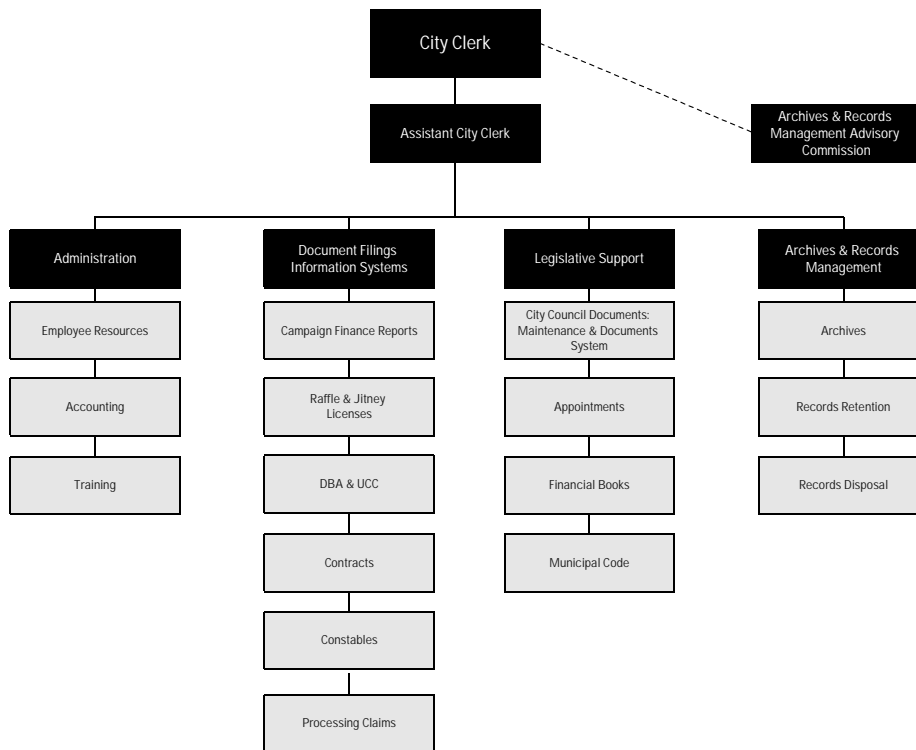 City Clerk
Assistant City Clerk
Archives & Records
Management Advisory
Commission
Administration
Employee Resources
Accounting
Training
Document Filings
Information Systems
Campaign Finance Reports
Raffle & Jitney
Licenses
DBA & UCC
Contracts
Constables
Processing Claims
Legislative Support
City Council Documents:
Maintenance & Documents
System
Appointments
Financial Books
Municipal Code
Archives & Records
Management
Archives
Records Retention
Records Disposal